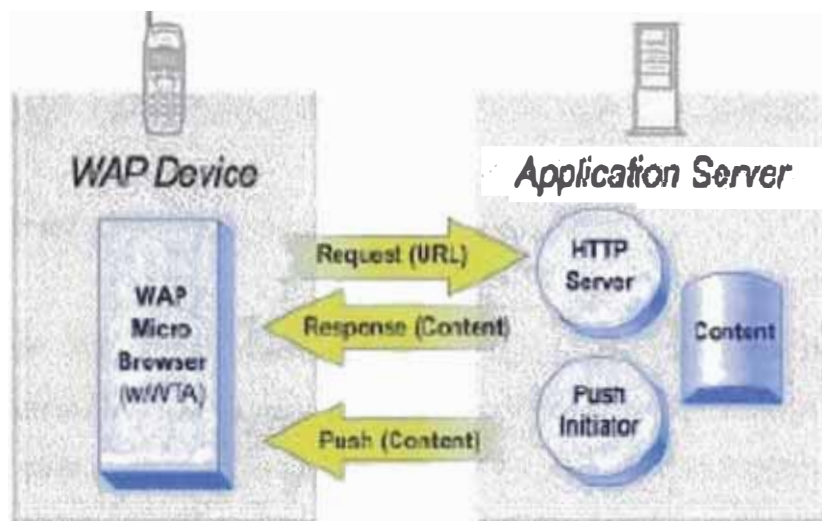 WAP Device
Application Server
WAP
Micro
Browser
(w/WTA)
Request (URL)
Response (Content)
Push (Content)
HTTP
Server
Content
Push
Initiator